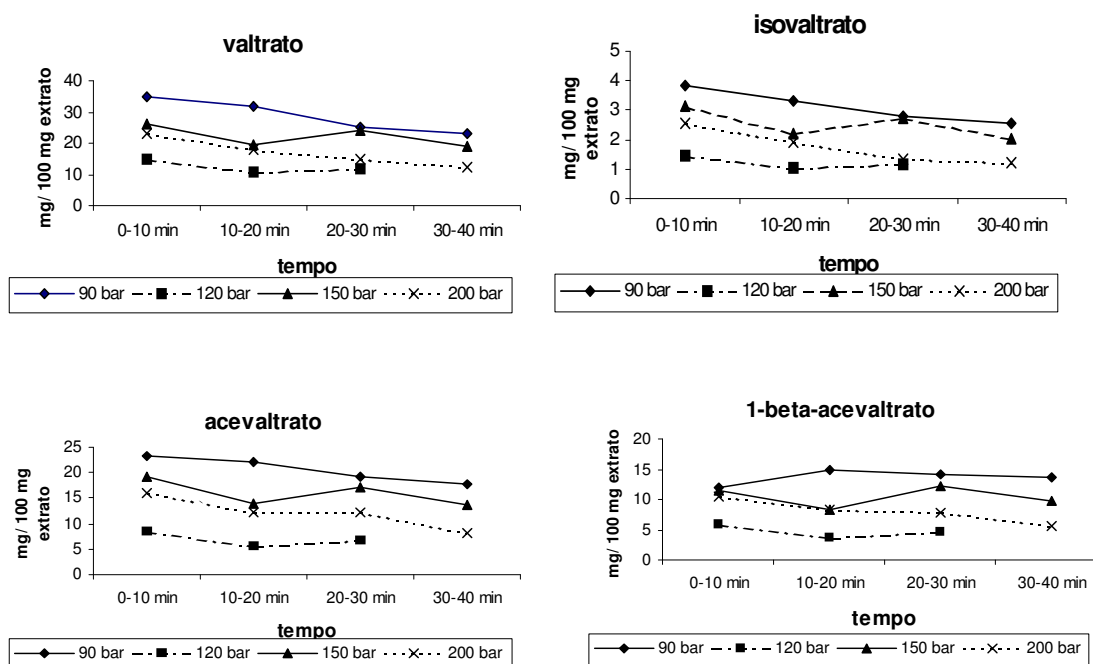 valtrato
mg/ 100 mg extrato
40
30
20
10
0
0-10 min 10-20 min 20-30 min 30-40 min
tempo
90 bar 120 bar 150 bar 200 bar
isovaltrato
mg/ 100 mg
extrato
5
4
3
2
1
0
0-10 min 10-20 min 20-30 min 30-40 min
tempo
90 bar 120 bar 150 bar 200 bar
acevaltrato
mg/ 100 mg
extrato
25
20
15
10
5
0
0-10 min 10-20 min 20-30 min 30-40 min
tempo
90 bar 120 bar 150 bar 200 bar
1-beta-acevaltrato
mg/ 100 mg extrato
20
15
10
5
0
0-10 min 10-20 min 20-30 min 30-40 min
tempo
90 bar 120 bar 150 bar 200 bar